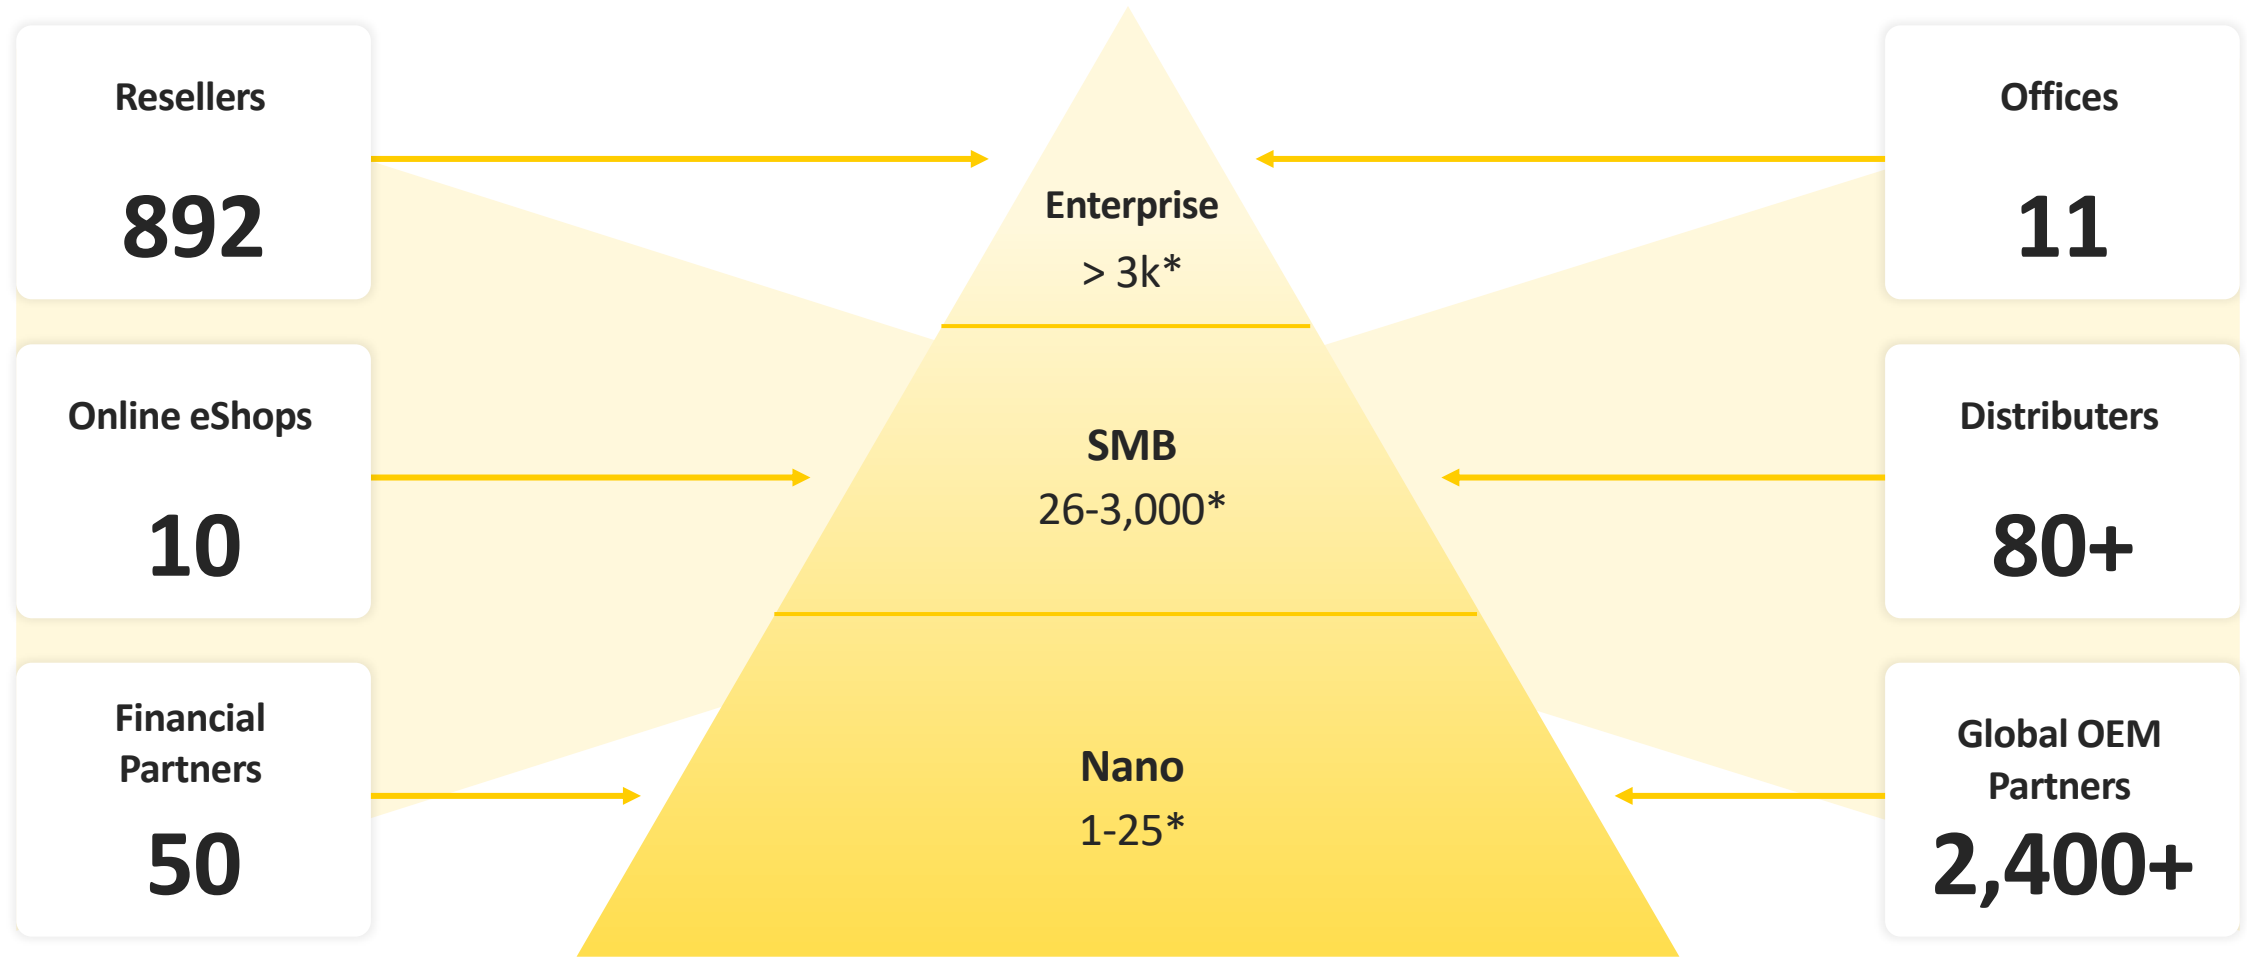 Resellers
892
Online eShops
10
Financial
Partners
50
Enterprise
> 3k*
SMB
26-3,000*
Nano
1-25*
Offices
11
Distributers
80+
Global OEM
Partners
2,400+